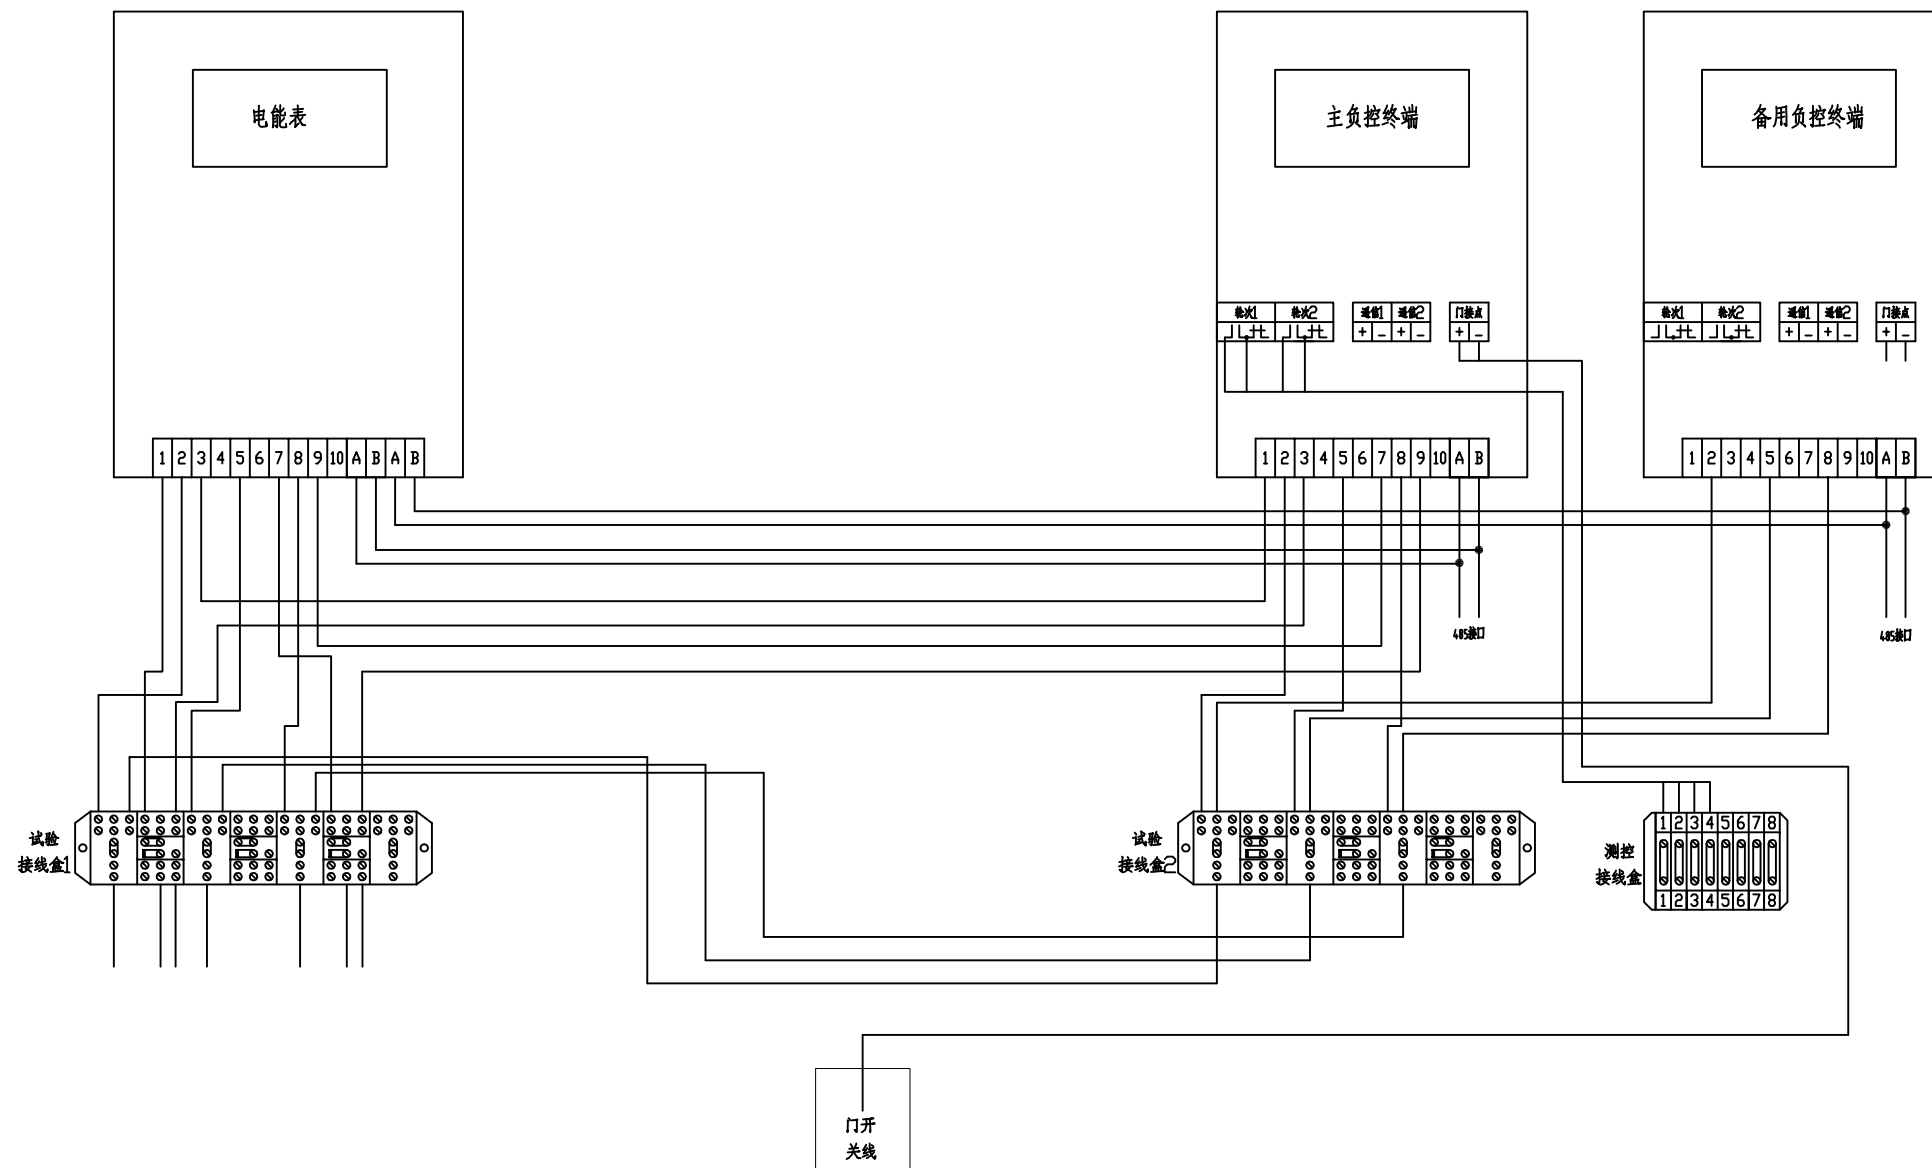 电能表
主负控终端
备用负控终端
轮次1 轮次2 遥信1 遥信2 门接点
+ - + - + -
轮次1 轮次2 遥信1 遥信2 门接点
+ - + - + -
1 2 3 4 5 6 7 8 9 10 A B A B
1 2 3 4 5 6 7 8 9 10 A B
1 2 3 4 5 6 7 8 9 10 A B
485接口
485接口
试验
接线盒1
试验
接线盒2
测控
接线盒
1 2 3 4 5 6 7 8
1 2 3 4 5 6 7 8
门开
关线